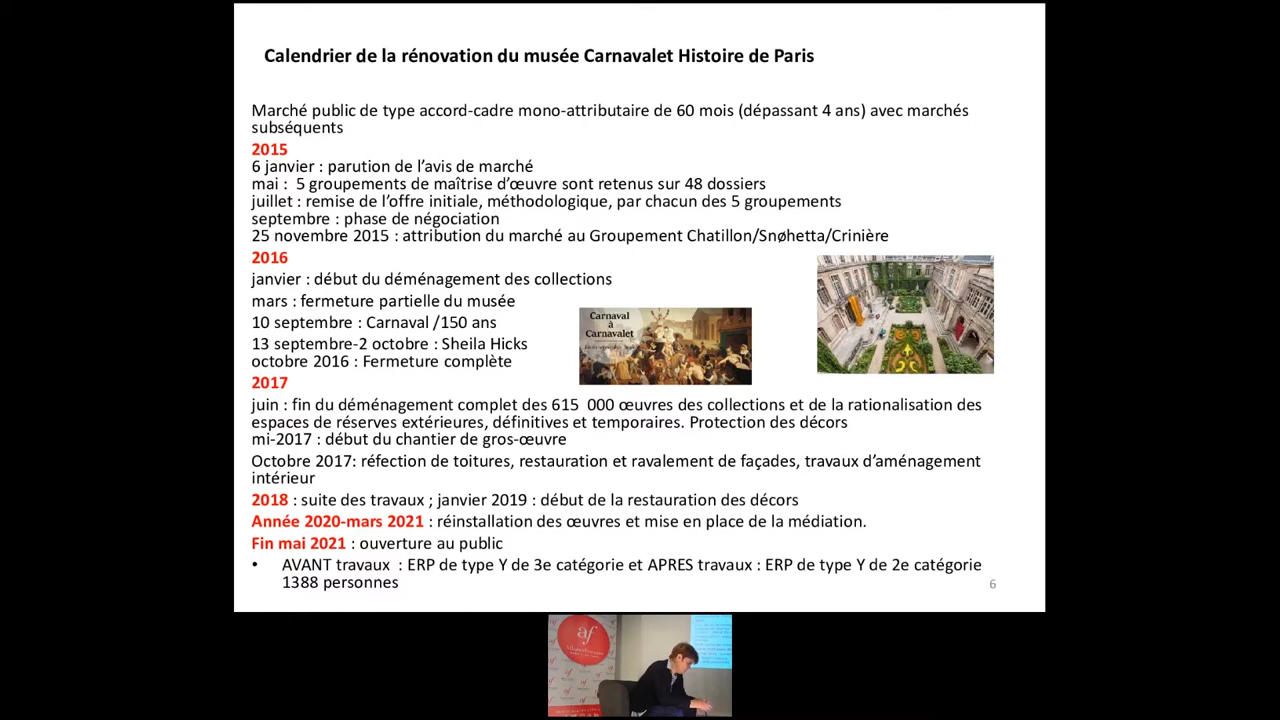 Calendrier de la rénovation du musée Carnavalet Histoire de Paris
Marché public de type accord-cadre mono-attributaire de 60 mois (dépassant 4 ans) avec marchés
subséquents
2015
6 janvier : parution de l’avis de marché
mai :  5 groupements de maîtrise d’œuvre sont retenus sur 48 dossiers
juillet : remise de l’offre initiale, méthodologique, par chacun des 5 groupements
septembre : phase de négociation
25 novembre 2015 : attribution du marché au Groupement Chatillon/Snøhetta/Crinière
2016
janvier : début du déménagement des collections
mars : fermeture partielle du musée
10 septembre : Carnaval /150 ans
13 septembre-2 octobre : Sheila Hicks
octobre 2016 : Fermeture complète
Carnaval
à
Carnavalet
2017
juin : fin du déménagement complet des 615  000 œuvres des collections et de la rationalisation des
espaces de réserves extérieures, définitives et temporaires. Protection des décors
mi-2017 : début du chantier de gros-œuvre
Octobre 2017: réfection de toitures, restauration et ravalement de façades, travaux d’aménagement
intérieur
2018 : suite des travaux ; janvier 2019 : début de la restauration des décors
Année 2020-mars 2021 : réinstallation des œuvres et mise en place de la médiation.
Fin mai 2021 : ouverture au public
• AVANT travaux  : ERP de type Y de 3e catégorie et APRES travaux : ERP de type Y de 2e catégorie
1388 personnes
6
af